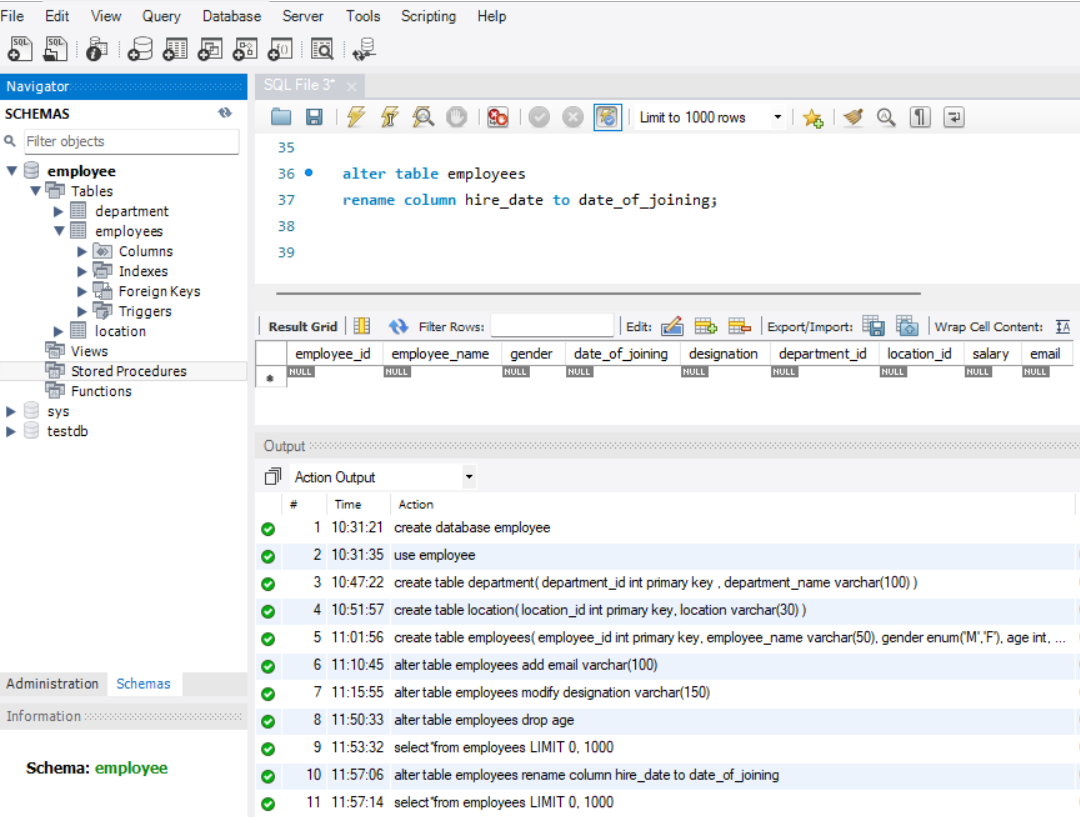 File Edit View Query Database Server Tools Scripting Help
SQL SQL
Navigator
SCHEMAS
Filter objects
employee
Tables
department
employees
Columns
Indexes
Foreign Keys
Triggers
location
Views
Stored Procedures
Functions
sys
testdb
Administration Schemas
Information
Schema: employee
SQL File 3*
Limit to 1000 rows
35
36 alter table employees
37 rename column hire_date to date_of_joining;
38
39
Result Grid Filter Rows: Edit: Export/Import: Wrap Cell Content:
employee_id employee_name gender date_of_joining designation department_id location_id salary email
NULL NULL NULL NULL NULL NULL NULL NULL NULL
Output
Action Output
# Time Action
1 10:31:21 create database employee
2 10:31:35 use employee
3 10:47:22 create table department( department_id int primary key , department_name varchar(100) )
4 10:51:57 create table location( location_id int primary key, location varchar(30) )
5 11:01:56 create table employees( employee_id int primary key, employee_name varchar(50), gender enum('M','F'), age int, ...
6 11:10:45 alter table employees add email varchar(100)
7 11:15:55 alter table employees modify designation varchar(150)
8 11:50:33 alter table employees drop age
9 11:53:32 select*from employees LIMIT 0, 1000
10 11:57:06 alter table employees rename column hire_date to date_of_joining
11 11:57:14 select*from employees LIMIT 0, 1000